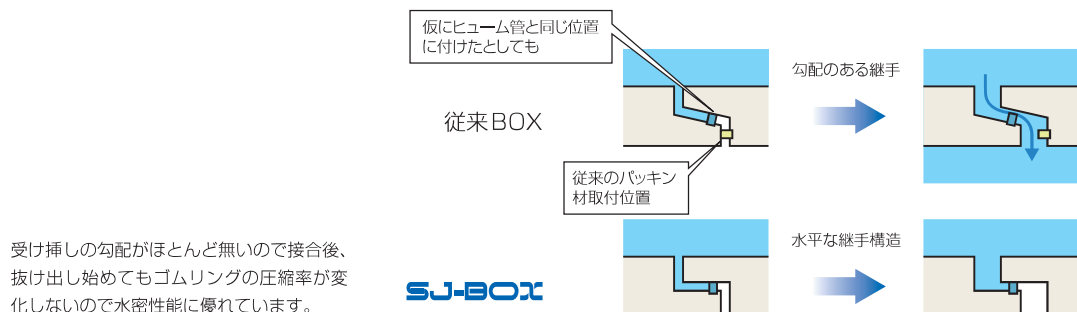 仮にヒューム管と同じ位置
に付けたとしても
勾配のある継手
従来BOX
従来のパッキン
材取付位置
水平な継手構造
受け挿しの勾配がほとんど無いので接合後、
抜け出し始めてもゴムリングの圧縮率が変
化しないので水密性能に優れています。
SJ-BOX